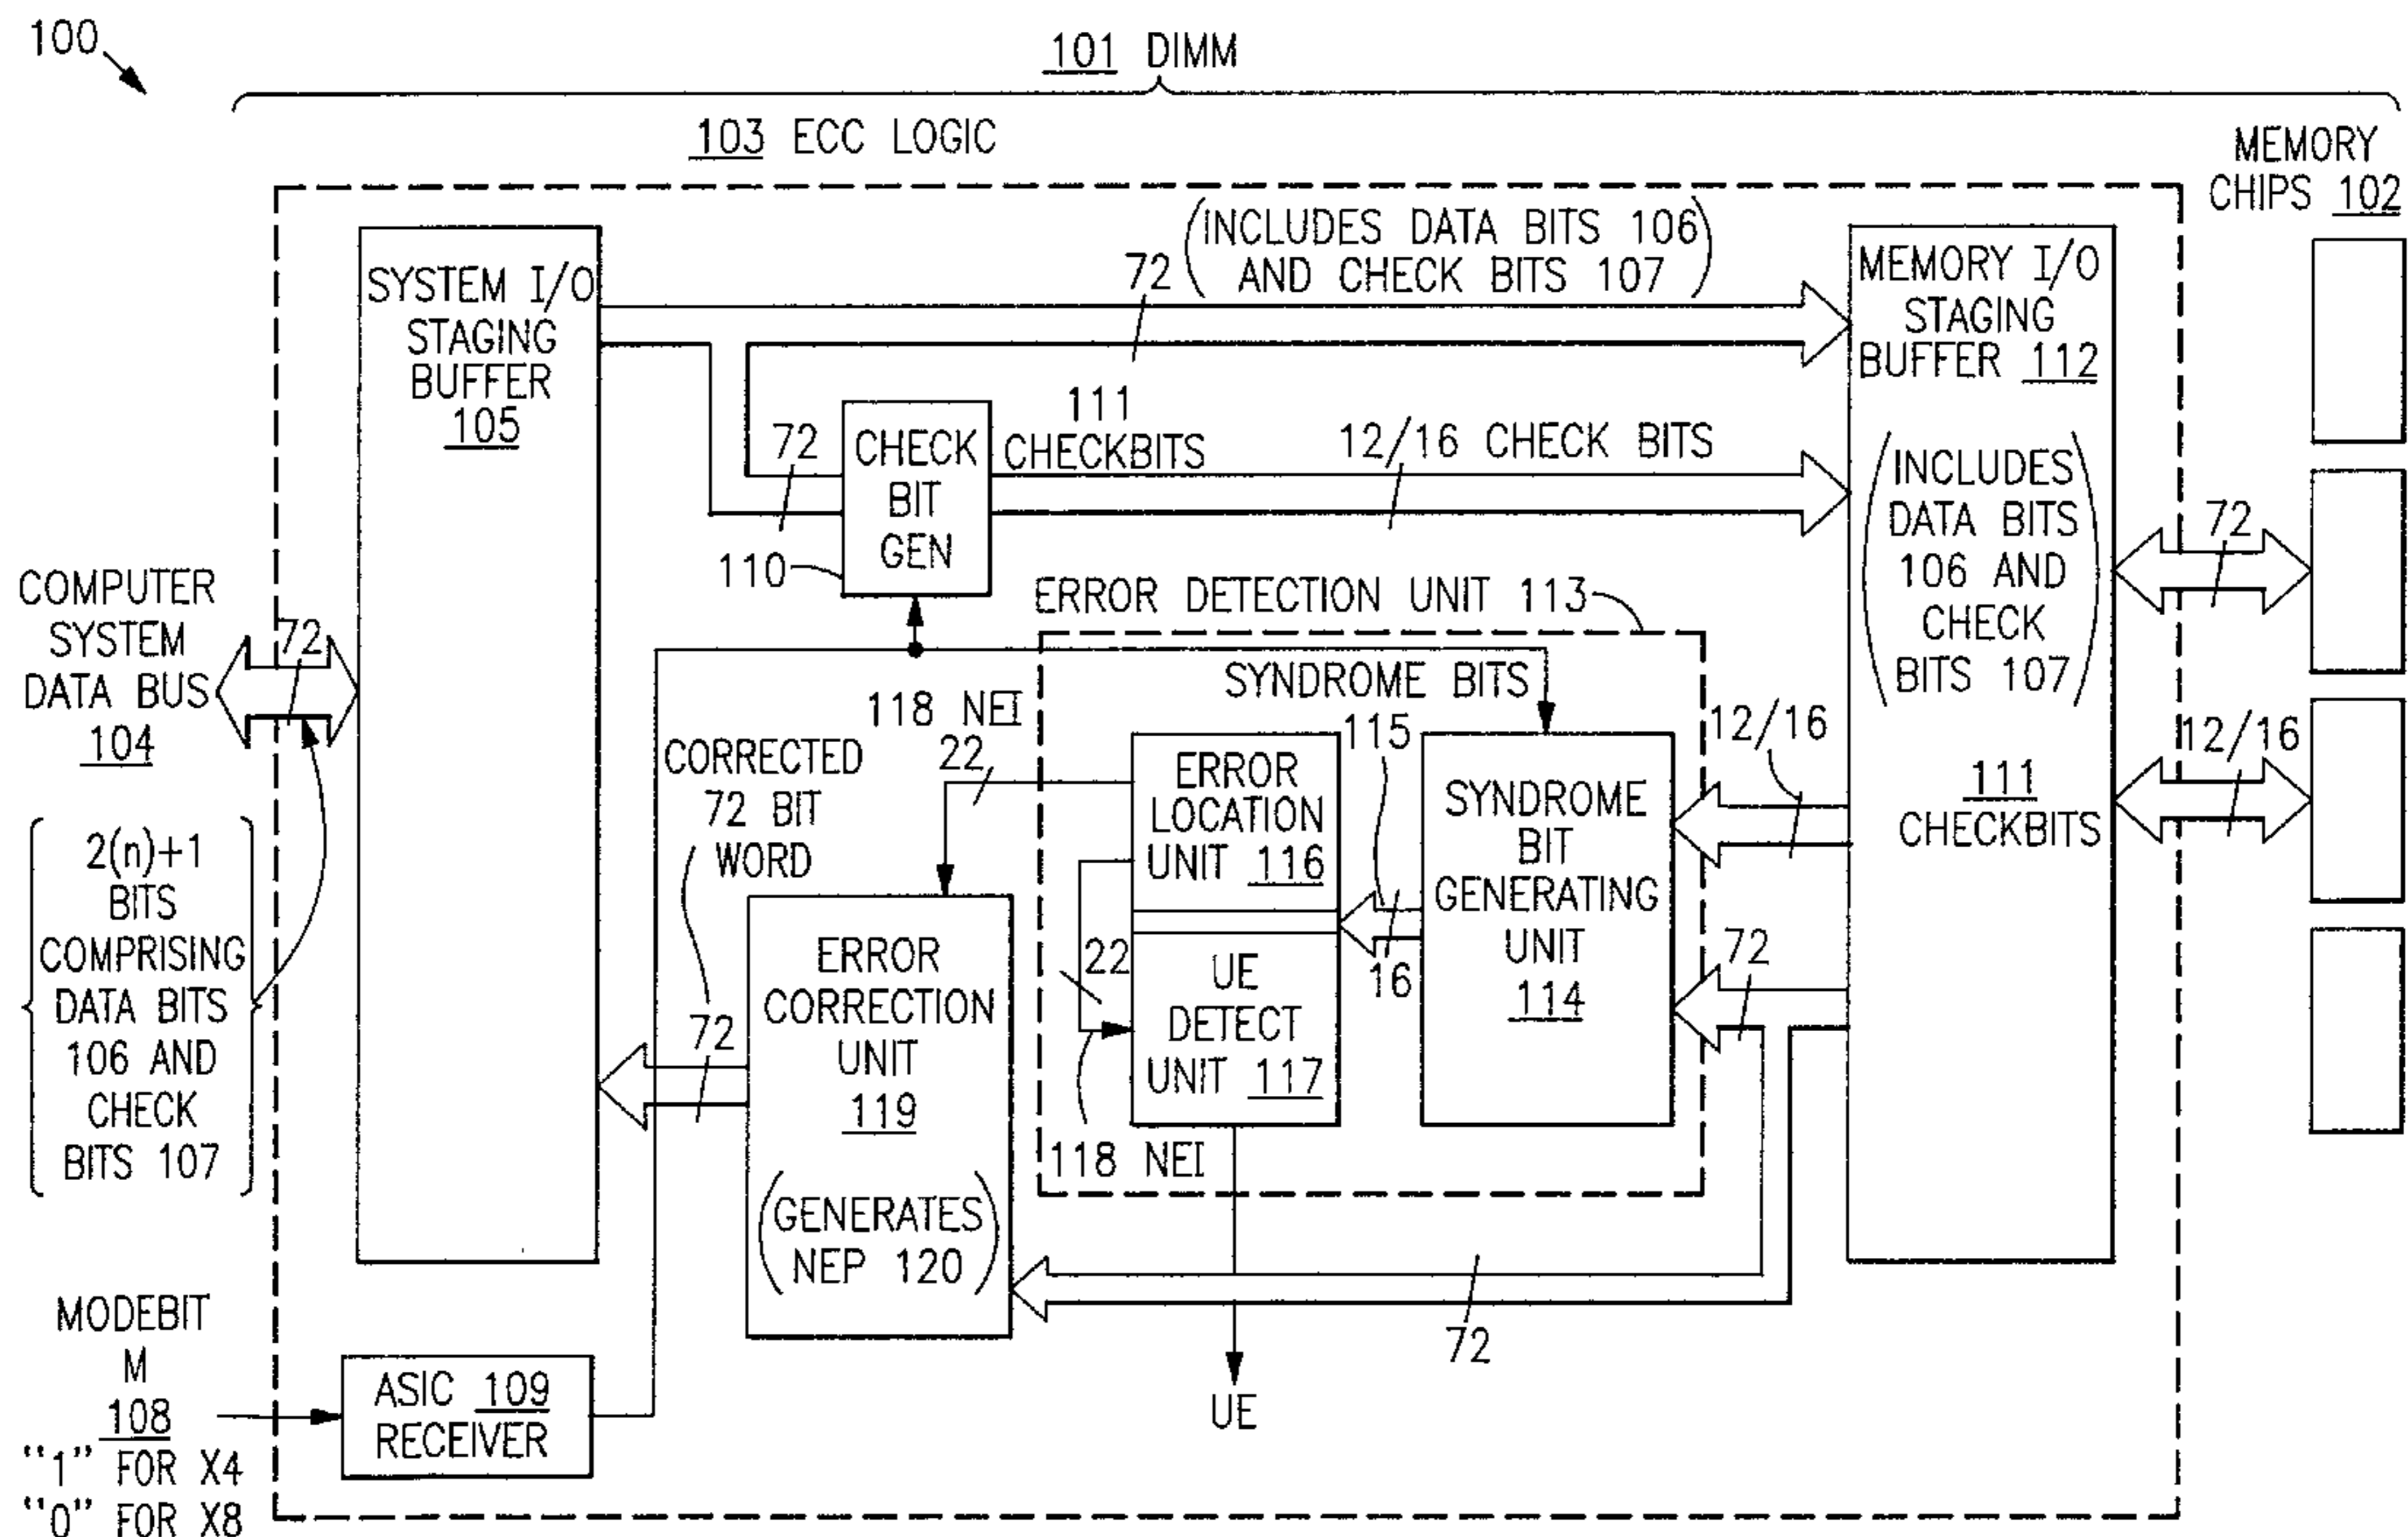 100
101 DIMM
103 ECC LOGIC
MEMORY
CHIPS 102
(INCLUDES DATA BITS 106
AND CHECK BITS 107)
72
SYSTEM I/O
STAGING
BUFFER
105
MEMORY I/O
STAGING
BUFFER 112
(INCLUDES
DATA BITS
106 AND
CHECK
BITS 107)
111
CHECKBITS
72
CHECK
BIT
GEN
110
111
CHECKBITS
12/16 CHECK BITS
72
12/16
COMPUTER
SYSTEM
DATA BUS
104
72
2(n)+1
BITS
COMPRISING
DATA BITS
106 AND
CHECK
BITS 107
ERROR DETECTION UNIT 113
SYNDROME BITS
115
118 NEI
22
CORRECTED
72 BIT
WORD
72
ERROR
LOCATION
UNIT 116
UE
DETECT
UNIT 117
22
118 NEI
16
SYNDROME
BIT
GENERATING
UNIT
114
12/16
72
ERROR
CORRECTION
UNIT
119
(GENERATES
NEP 120)
72
UE
MODEBIT
M
108
"1" FOR X4
"0" FOR X8
ASIC 109
RECEIVER